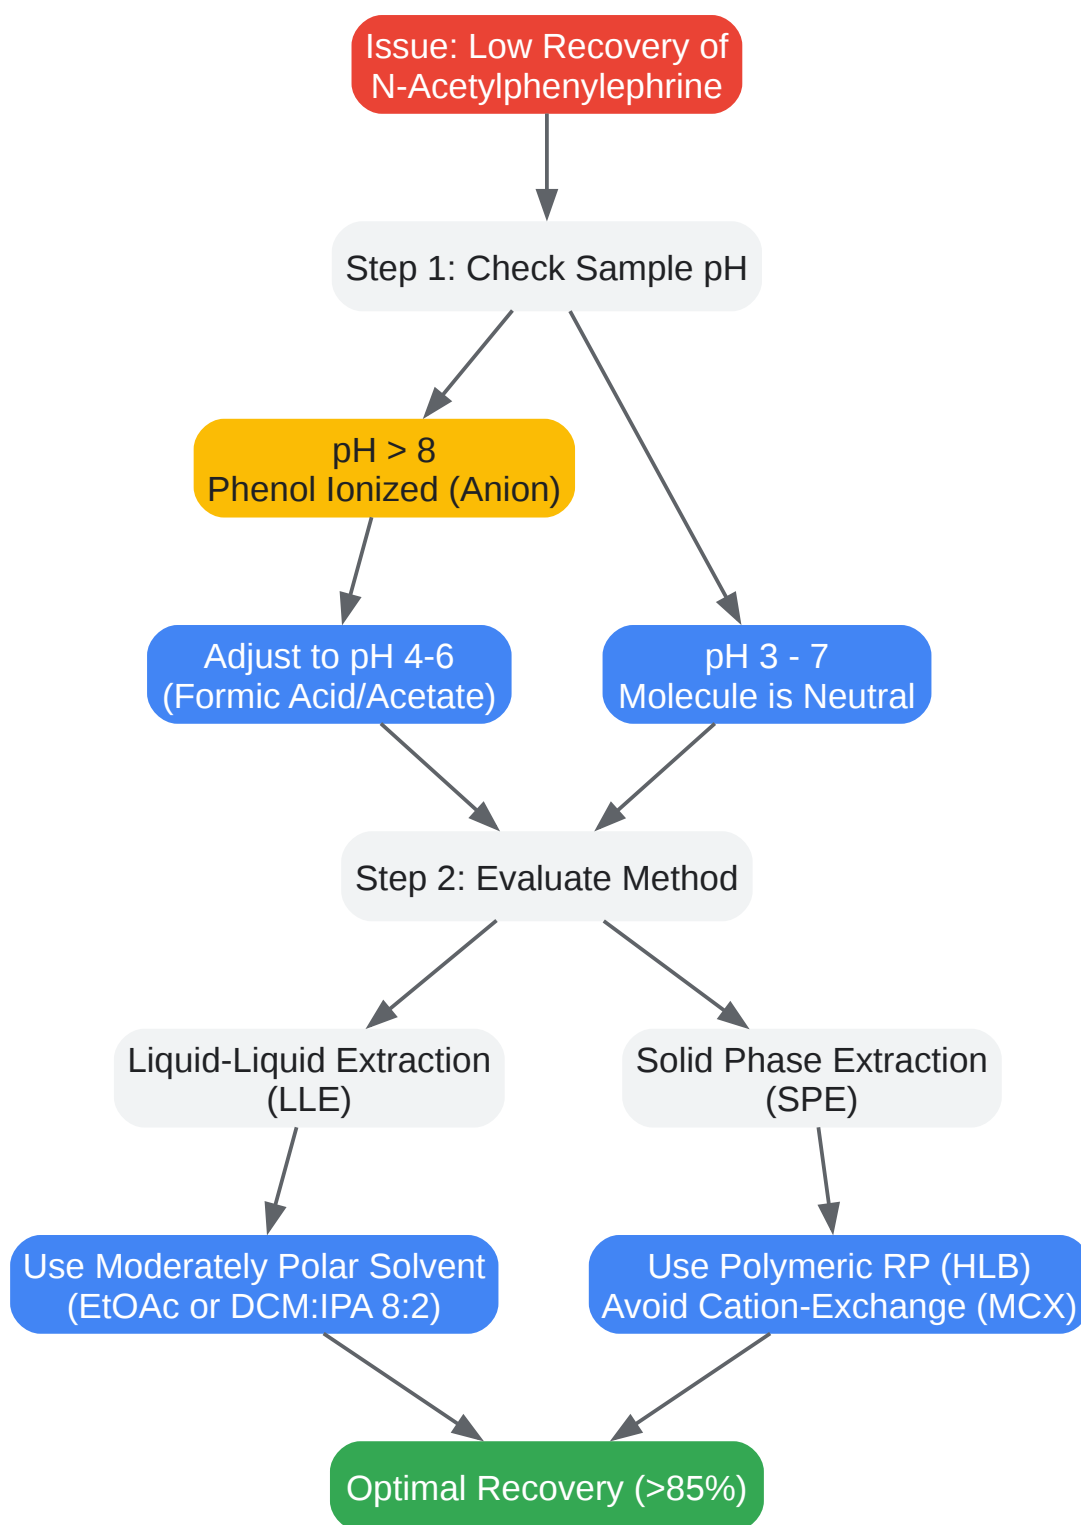 Issue: Low Recovery of
N-Acetylphenylephrine
Step 1: Check Sample pH
pH > 8
Phenol Ionized (Anion)
Adjust to pH 4-6
(Formic Acid/Acetate)
pH 3 - 7
Molecule is Neutral
Step 2: Evaluate Method
Liquid-Liquid Extraction
(LLE)
Solid Phase Extraction
(SPE)
Use Moderately Polar Solvent
(EtOAc or DCM:IPA 8:2)
Use Polymeric RP (HLB)
Avoid Cation-Exchange (MCX)
Optimal Recovery (>85%)